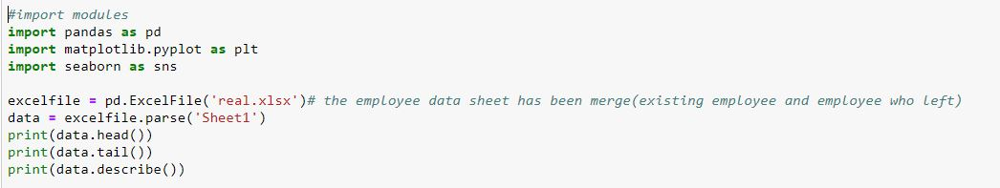 #import modules
import pandas as pd
import matplotlib.pyplot as plt
import seaborn as sns
excelfile = pd.ExcelFile('real.xlsx')# the employee data sheet has been merge(existing employee and employee who left)
data = excelfile.parse('Sheet1')
print(data.head())
print(data.tail())
print(data.describe())